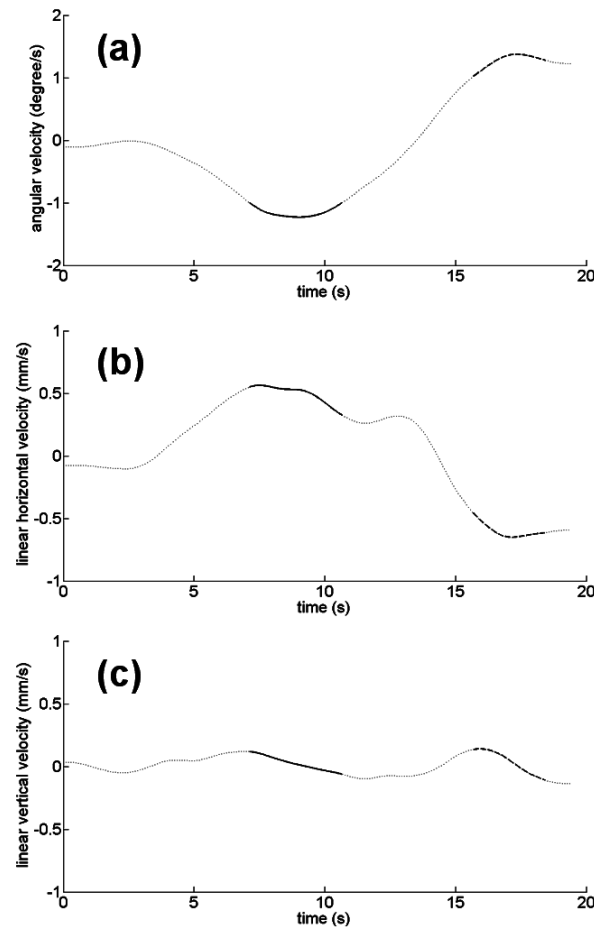 (a)
angular velocity (degree/s)
2
1
0
-1
-2
0 5 10 15 20
time (s)
(b)
linear horizontal velocity (mm/s)
1
0.5
0
-0.5
-1
0 5 10 15 20
time (s)
(c)
linear vertical velocity (mm/s)
1
0.5
0
-0.5
-1
0 5 10 15 20
time (s)